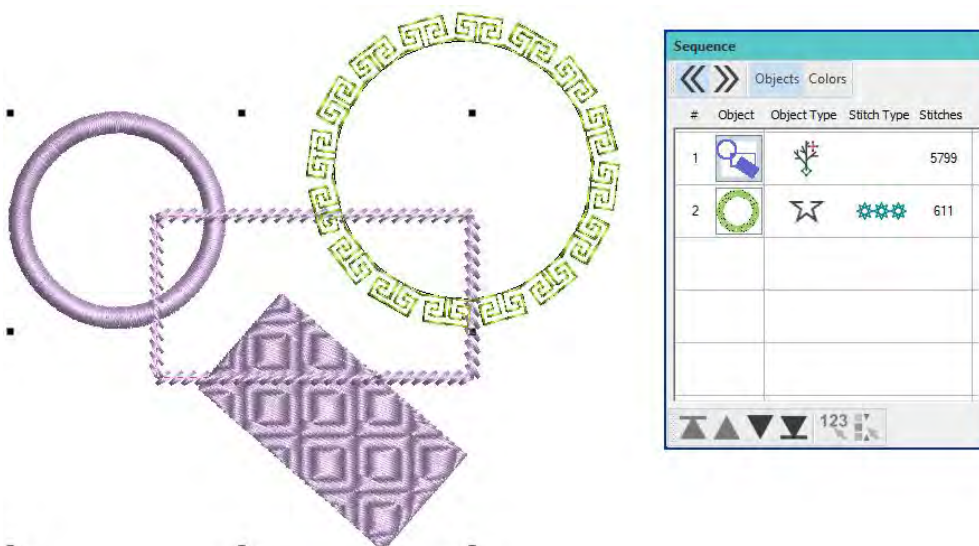 Sequence
Objects Colors
# Object Object Type Stitch Type Stitches
1 5799
2 611
123